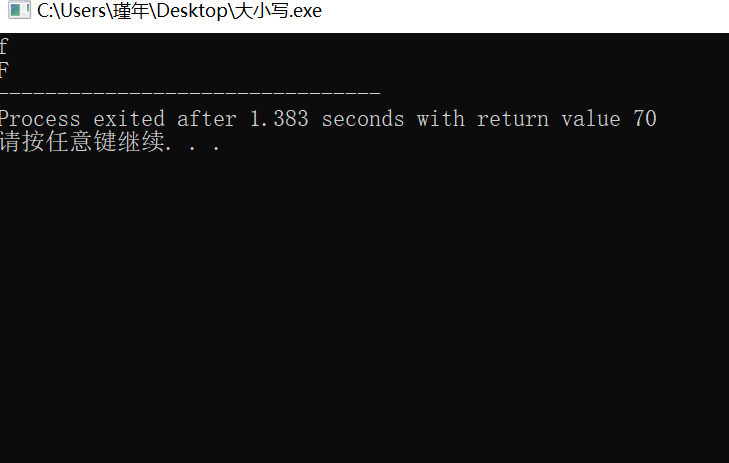 C:\Users\瑾年\Desktop\大小写.exe
f
F
--------------------------------
Process exited after 1.383 seconds with return value 70
请按任意键继续. . .